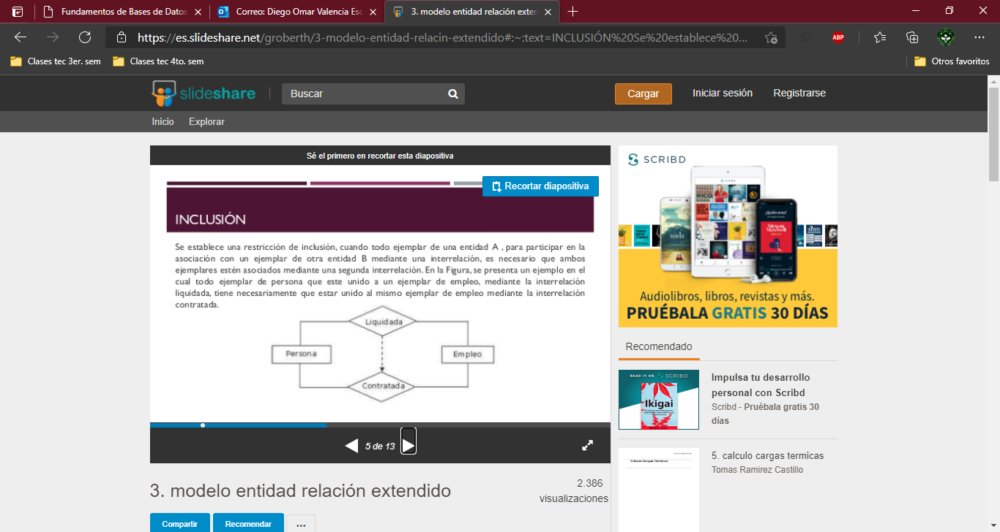 Fundamentos de Bases de Datos
Correo: Diego Omar Valencia Esc
3. modelo entidad relación exten
https://es.slideshare.net/groberth/3-modelo-entidad-relacin-extendido#:~:text=INCLUSIÓN%20Se%20establece%20...
ABP
Clases tec 3er. sem
Clases tec 4to. sem
Otros favoritos
slideshare
Buscar
Cargar
Iniciar sesión
Registrarse
Inicio
Explorar
Sé el primero en recortar esta diapositiva
Recortar diapositiva
INCLUSIÓN
Se establece una restricción de inclusión, cuando todo ejemplar de una entidad A , para participar en la
asociación con un ejemplar de otra entidad B mediante una interrelación, es necesario que ambos
ejemplares estén asociados mediante una segunda interrelación. En la Figura, se presenta un ejemplo en el
cual todo ejemplar de persona que este unido a un ejemplar de empleo, mediante la interrelación
liquidada, tiene necesariamente que estar unido al mismo ejemplar de empleo mediante la interrelación
contratada.
Liquidada
Persona
Empleo
Contratada
5 de 13
3. modelo entidad relación extendido
2.386
visualizaciones
Compartir
Recomendar
...
SCRIBD
Audiolibros, libros, revistas y más.
PRUÉBALA GRATIS 30 DÍAS
Recomendado
READ IT ON SCRIBD
Ikigai
Impulsa tu desarrollo
personal con Scribd
Scribd - Pruébala gratis 30
días
Calculo Cargas Térmicas
5. calculo cargas termicas
Tomas Ramirez Castillo